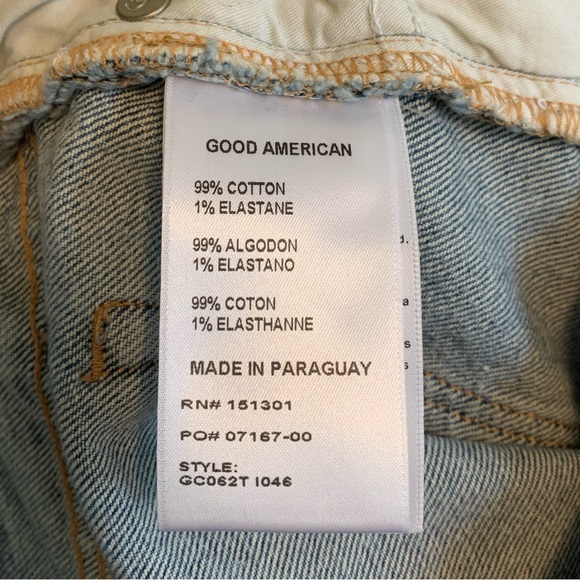 GOOD AMERICAN
99% COTTON
1% ELASTANE
99% ALGODON
1% ELASTANO
99% COTON
1% ELASTHANNE
MADE IN PARAGUAY
RN# 151301
PO# 07167-00
STYLE:
GC062T I046